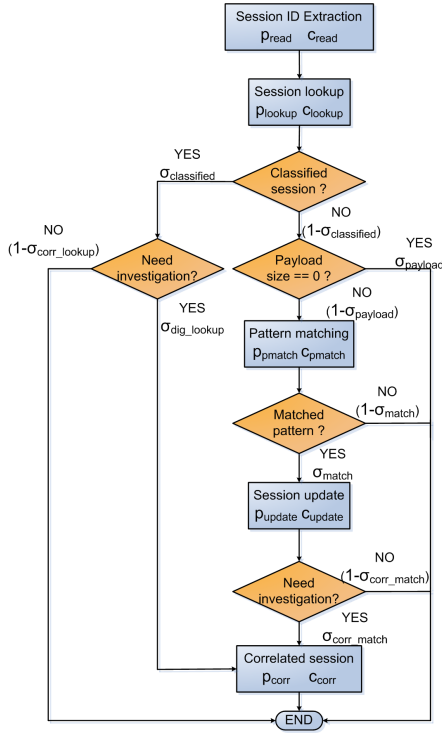 Session ID Extraction
p_read c_read
Session lookup
p_lookup c_lookup
YES
σ_classified
Classified
session ?
NO
(1-σ_classified)
NO
(1-σ_corr_lookup)
Need
investigation?
Payload
size == 0 ?
YES
σ_payload
YES
σ_dig_lookup
NO
(1-σ_payload)
Pattern matching
p_pmatch c_pmatch
Matched
pattern ?
NO
(1-σ_match)
YES
σ_match
Session update
p_update c_update
Need
investigation?
NO
(1-σ_corr_match)
YES
σ_corr_match
Correlated session
p_corr c_corr
END